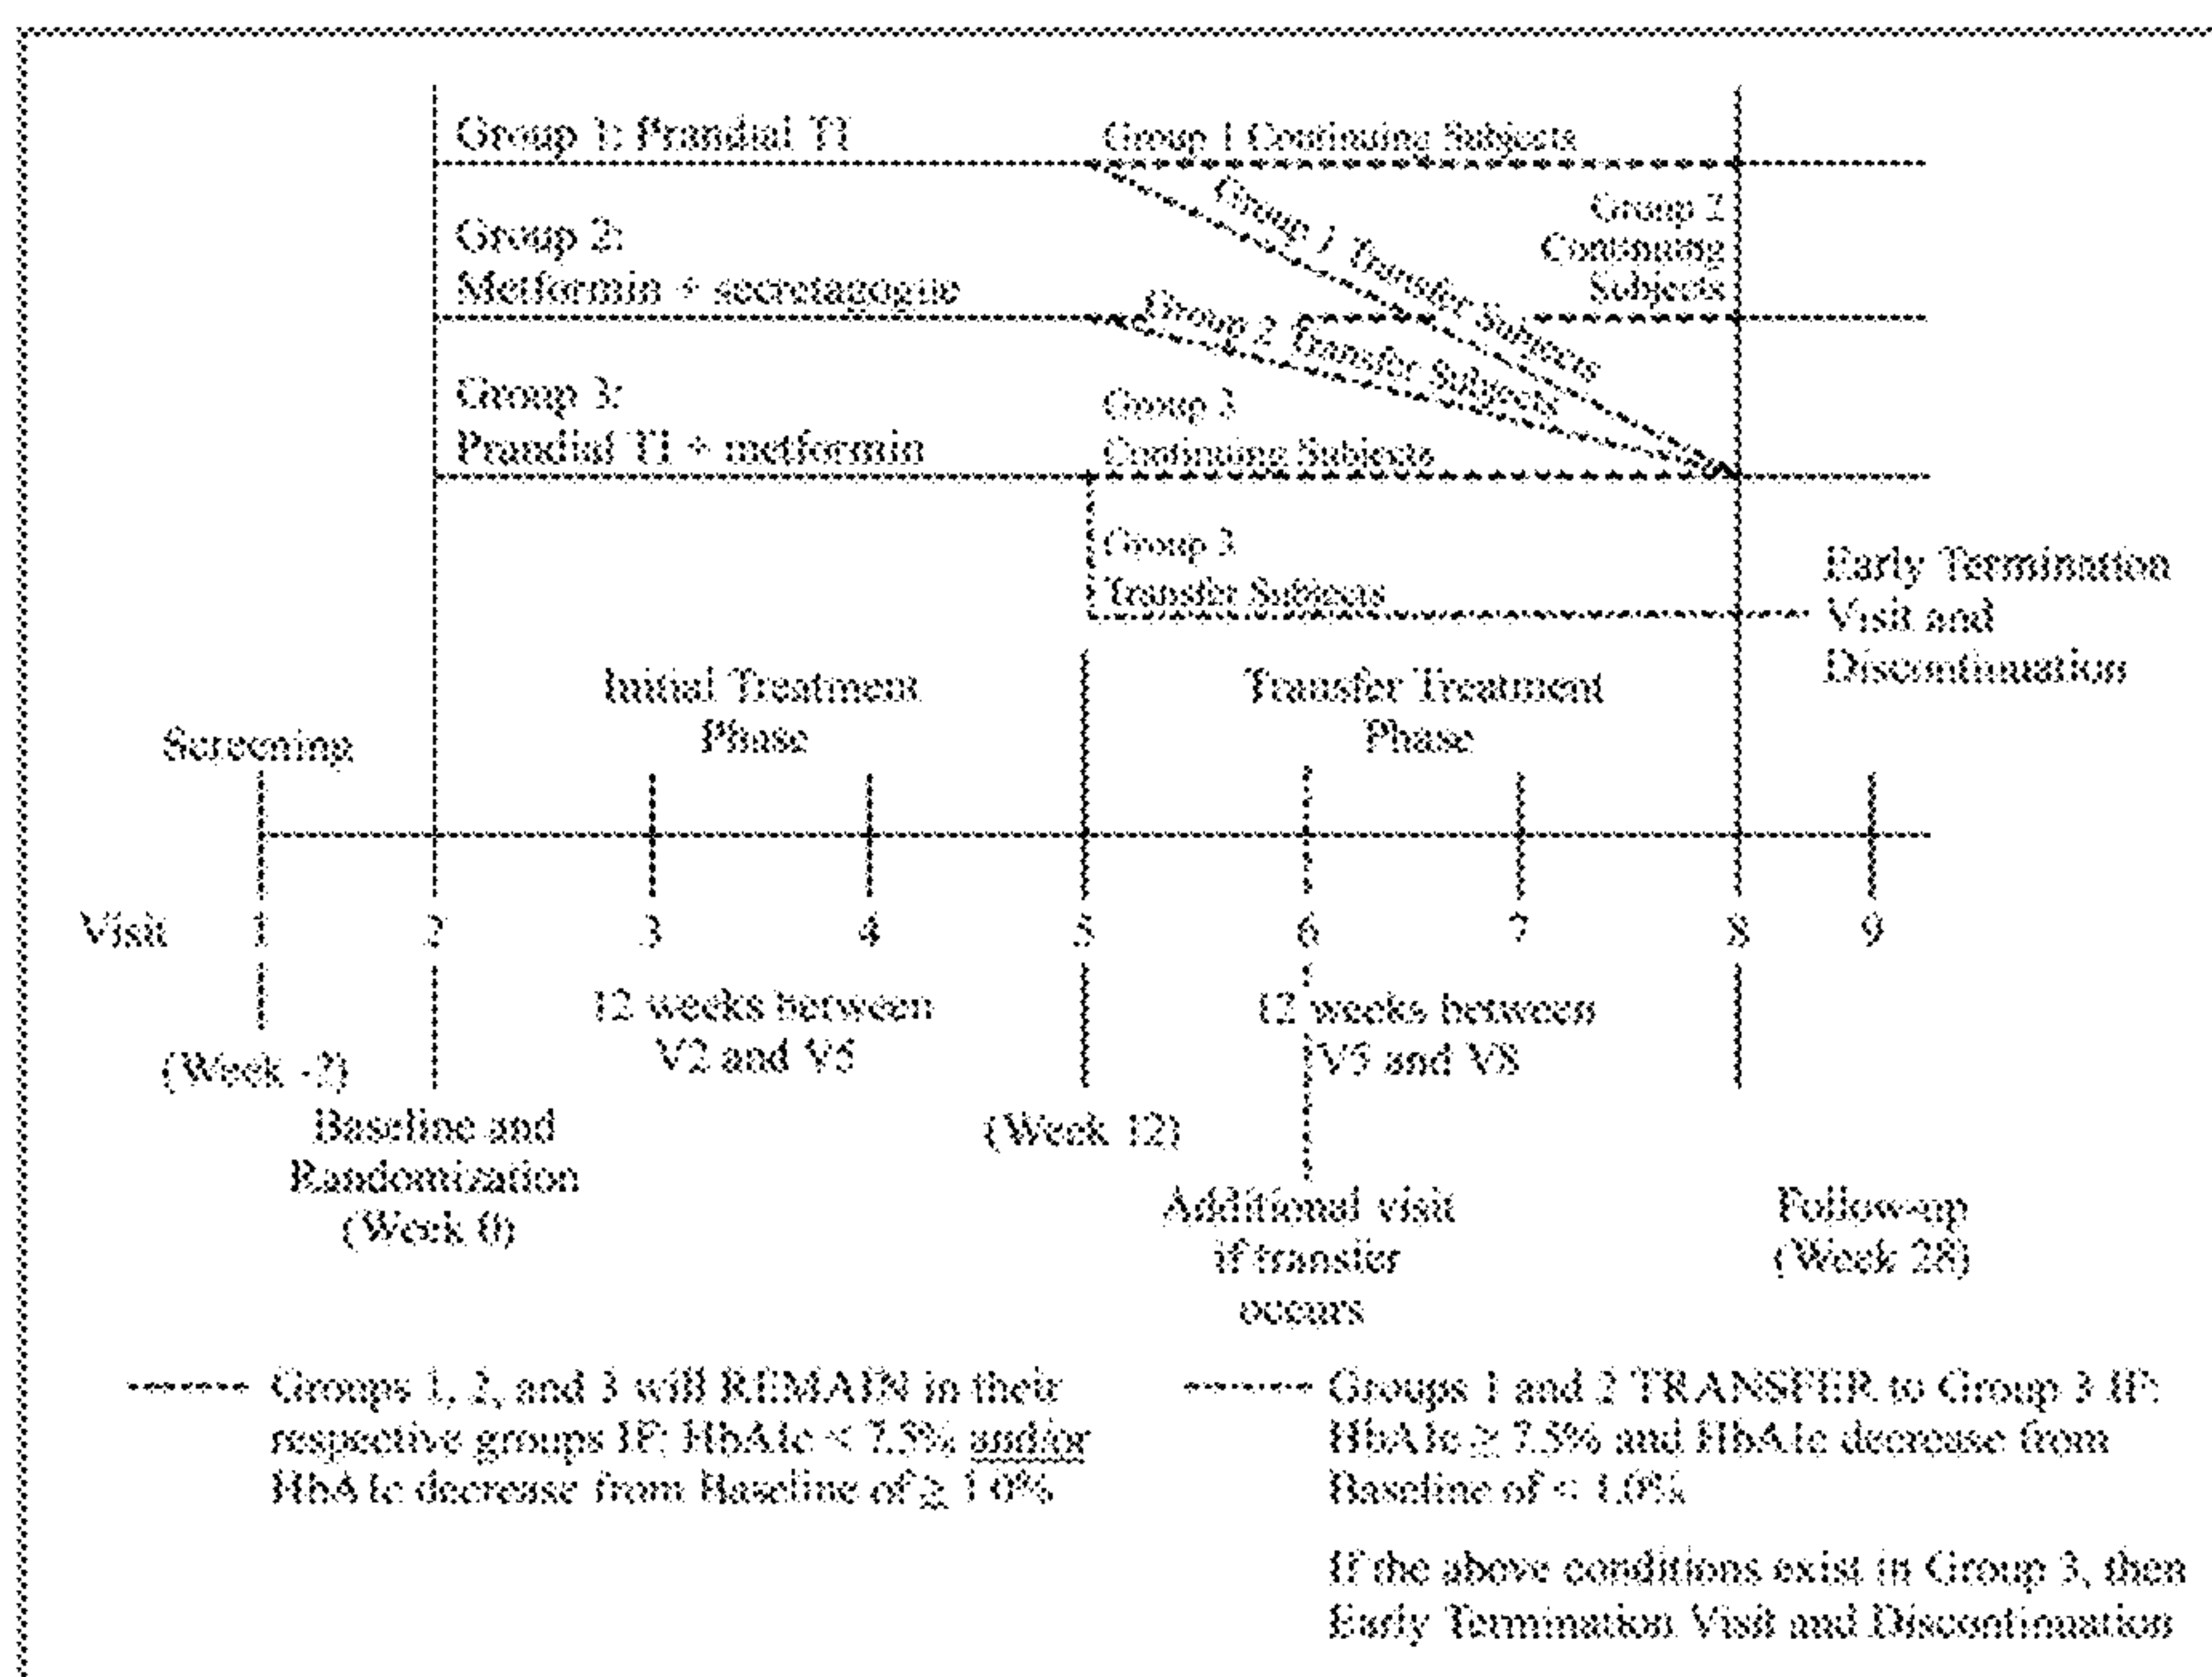 Group 1: Prandial TI
Group 1 Continuing Subjects
Group 1 Transfer Subjects
Group 2
Continuing
Subjects
Group 2:
Metformin + secretagogue
Group 2 Transfer Subjects
Group 3:
Prandial TI + metformin
Group 3
Continuing Subjects
Group 3
Transfer Subjects
Early Termination
Visit and
Discontinuation
Initial Treatment
Phase
Transfer Treatment
Phase
Screening
Visit 1 2 3 4 5 6 7 8 9
12 weeks between
V2 and V5
12 weeks between
V5 and V8
(Week
Baseline and
Randomization
(Week 0)
(Week 12)
Additional visit
if transfer
occurs
Follow-up
(Week 28)
Groups 1, 2, and 3 will REMAIN in their
respective groups IF: HbA1c < 7.5% and/or
HbA1c decrease from Baseline of ≥ 1.0%
Groups 1 and 2 TRANSFER to Group 3 IF:
HbA1c ≥ 7.5% and HbA1c decrease from
Baseline of < 1.0%
If the above conditions exist in Group 3, then
Early Termination Visit and Discontinuation